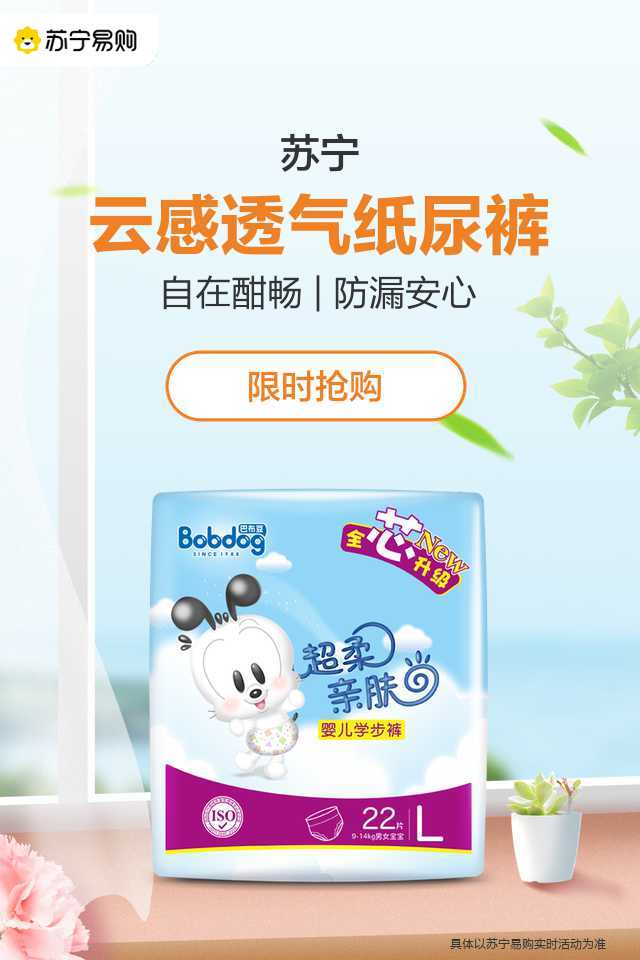 苏宁易购
苏宁
云感透气纸尿裤
自在酣畅 | 防漏安心
限时抢购
巴布豆
Bobdog
SINCE 1988
全芯升级
New
超柔
亲肤
婴儿学步裤
ISO
22片
9-14kg男女宝宝
L
具体以苏宁易购实时活动为准